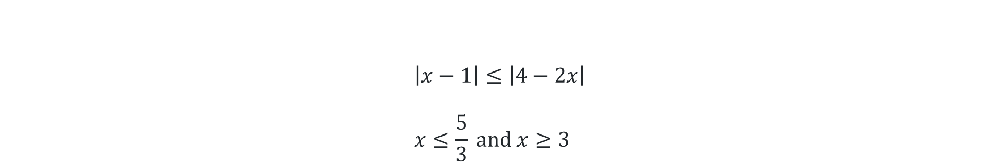 |x − 1| ≤ |4 − 2x|
x ≤ 5/3 and x ≥ 3